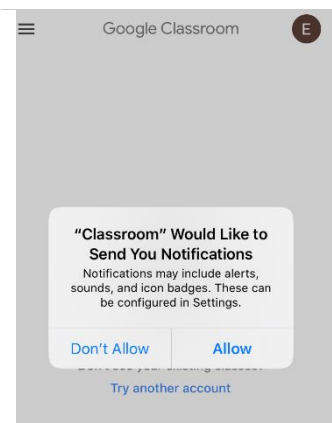 Google Classroom E
“Classroom” Would Like to
Send You Notifications
Notifications may include alerts,
sounds, and icon badges. These can
be configured in Settings.
Don’t Allow Allow
Try another account